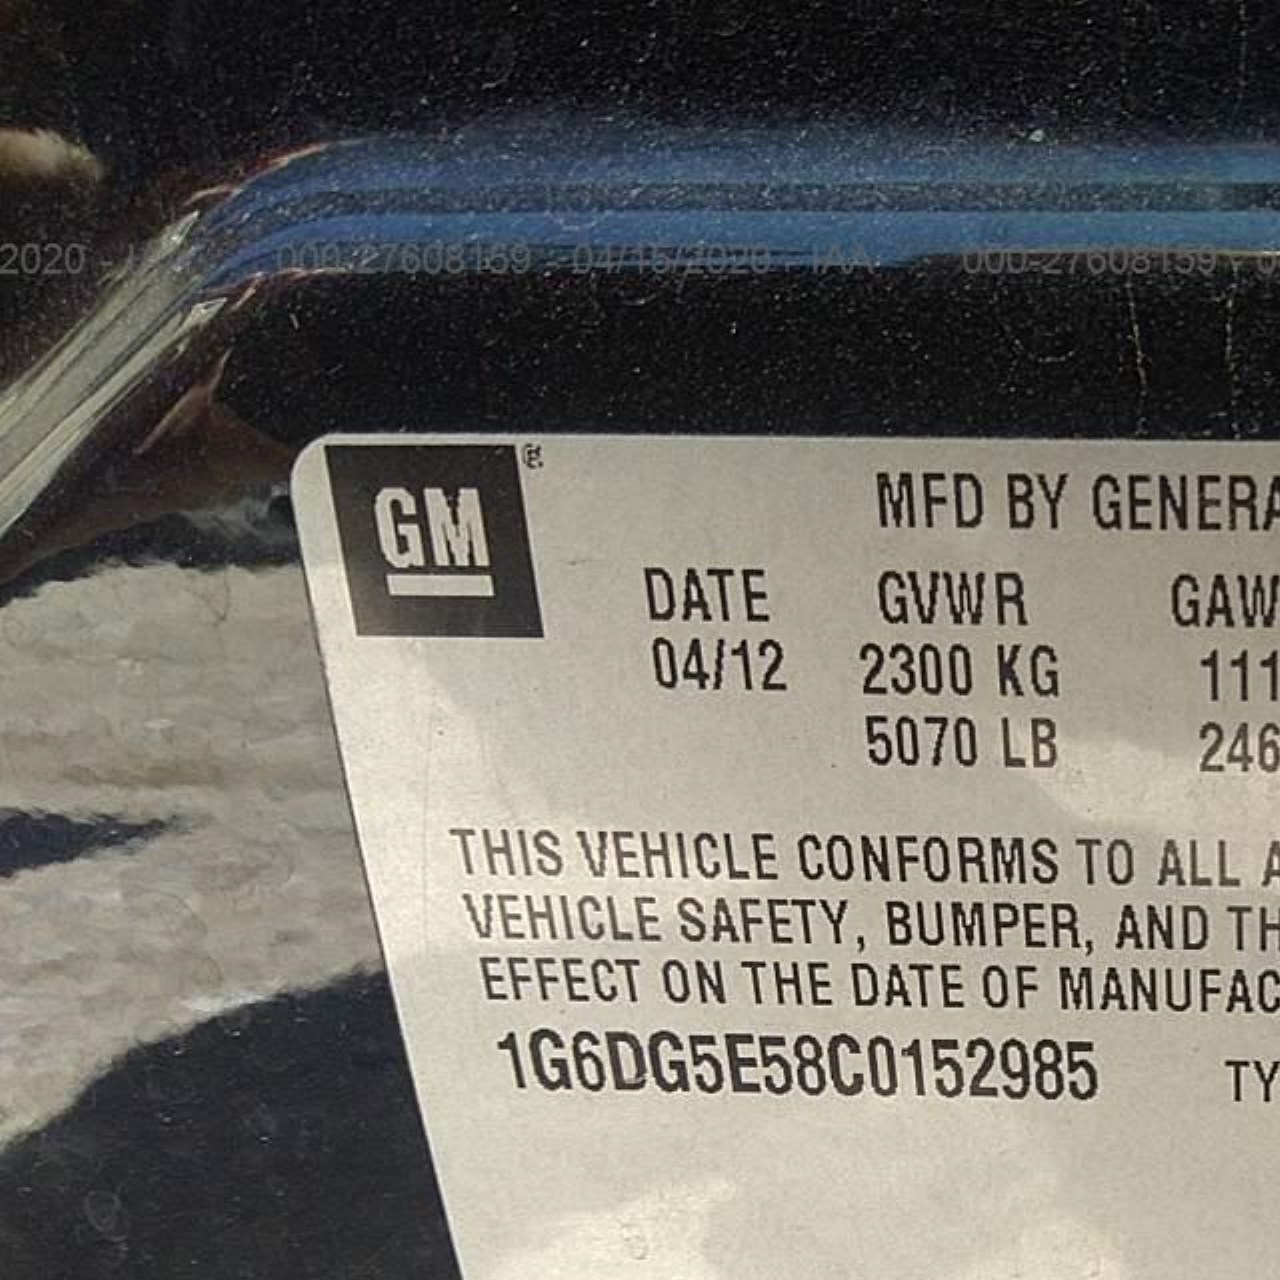 2020 - IAA 000-27608159 - 04/15/2020 - IAA 000-27608159 - 0
GM ®
MFD BY GENERA
DATE GVWR GAW
04/12 2300 KG 111
5070 LB 246
THIS VEHICLE CONFORMS TO ALL A
VEHICLE SAFETY, BUMPER, AND TH
EFFECT ON THE DATE OF MANUFAC
1G6DG5E58C0152985 TY